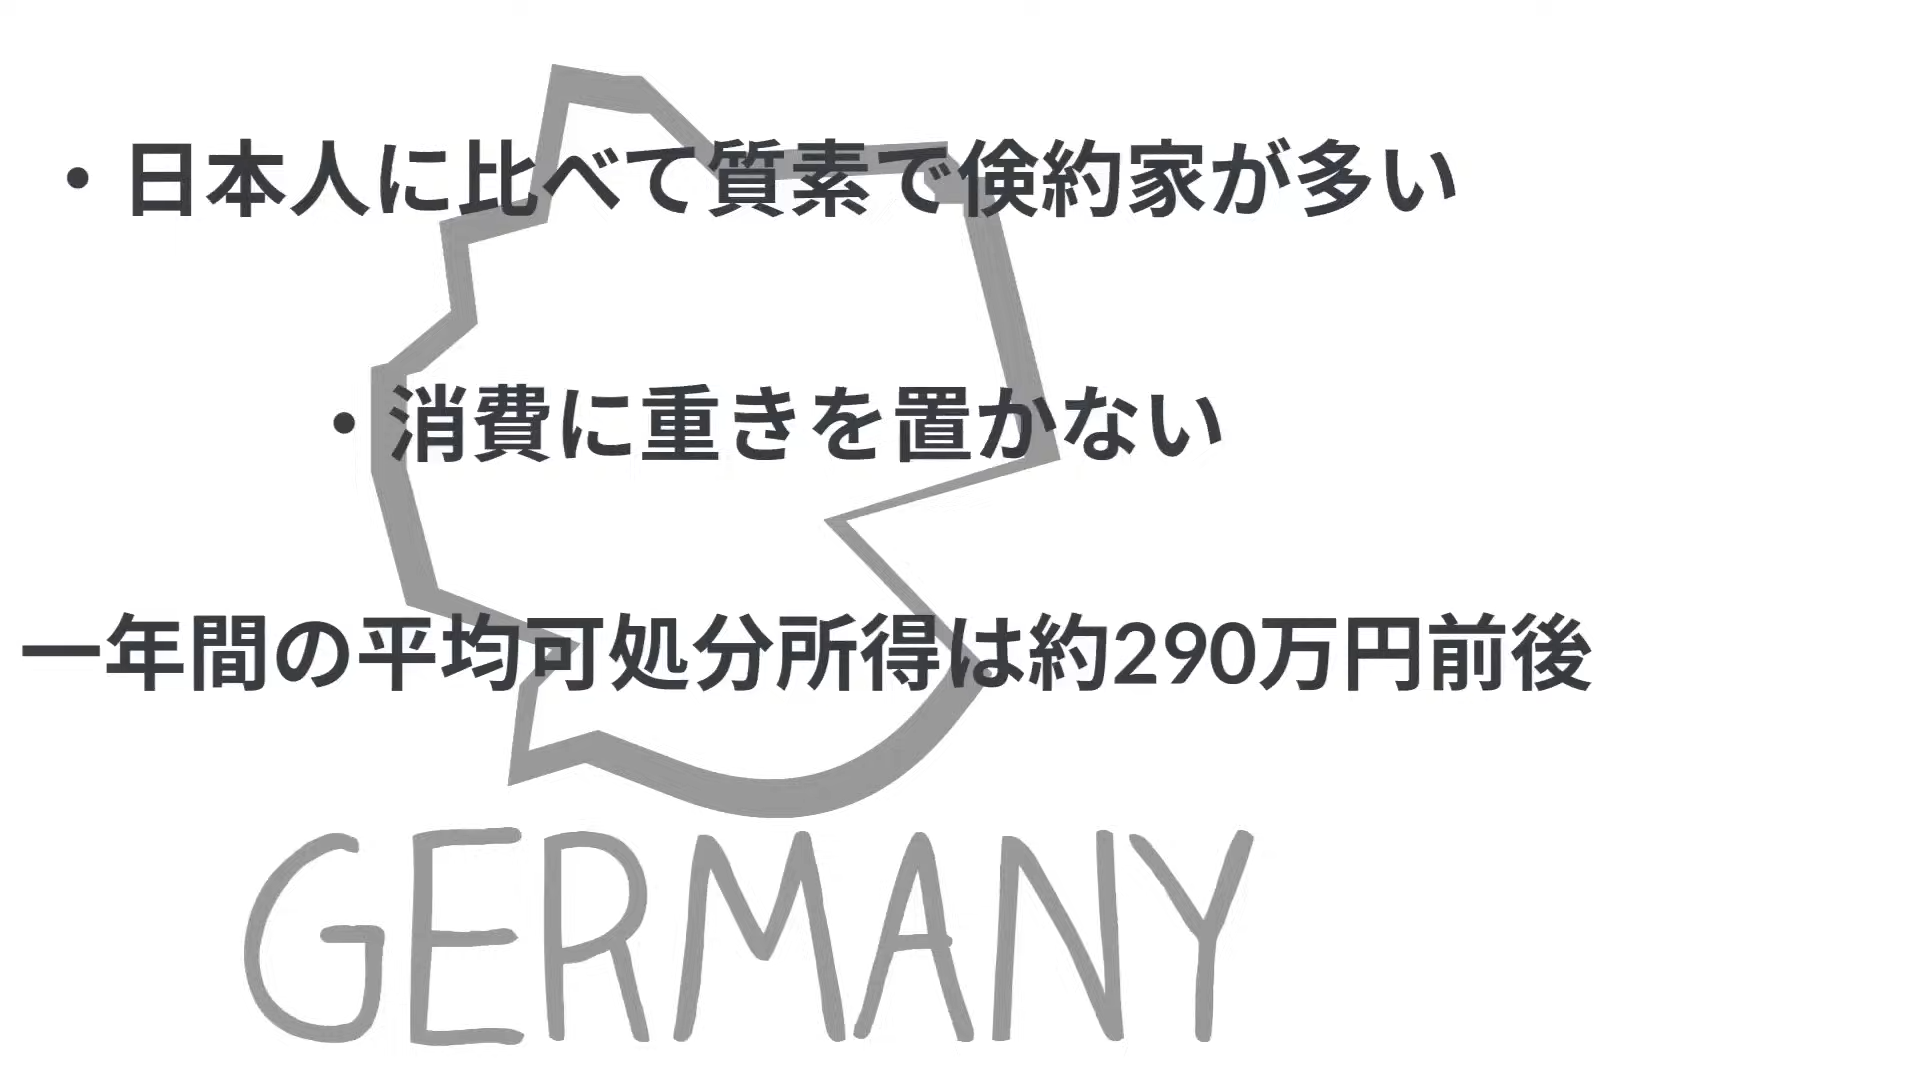 ・日本人に比べて質素で倹約家が多い
・消費に重きを置かない
一年間の平均可処分所得は約290万円前後
GERMANY